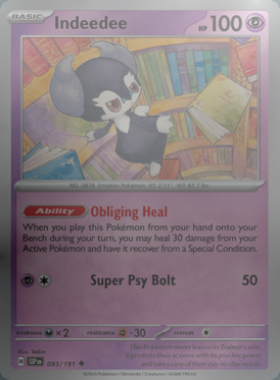 BASIC
Indeedee
HP 100
Ability Obliging Heal
When you play this Pokémon from your hand onto your
Bench during your turn, you may heal 30 damage from your
Active Pokémon and have it recover from a Special Condition.
Super Psy Bolt 50
weakness ×2 resistance -30 retreat
093/191